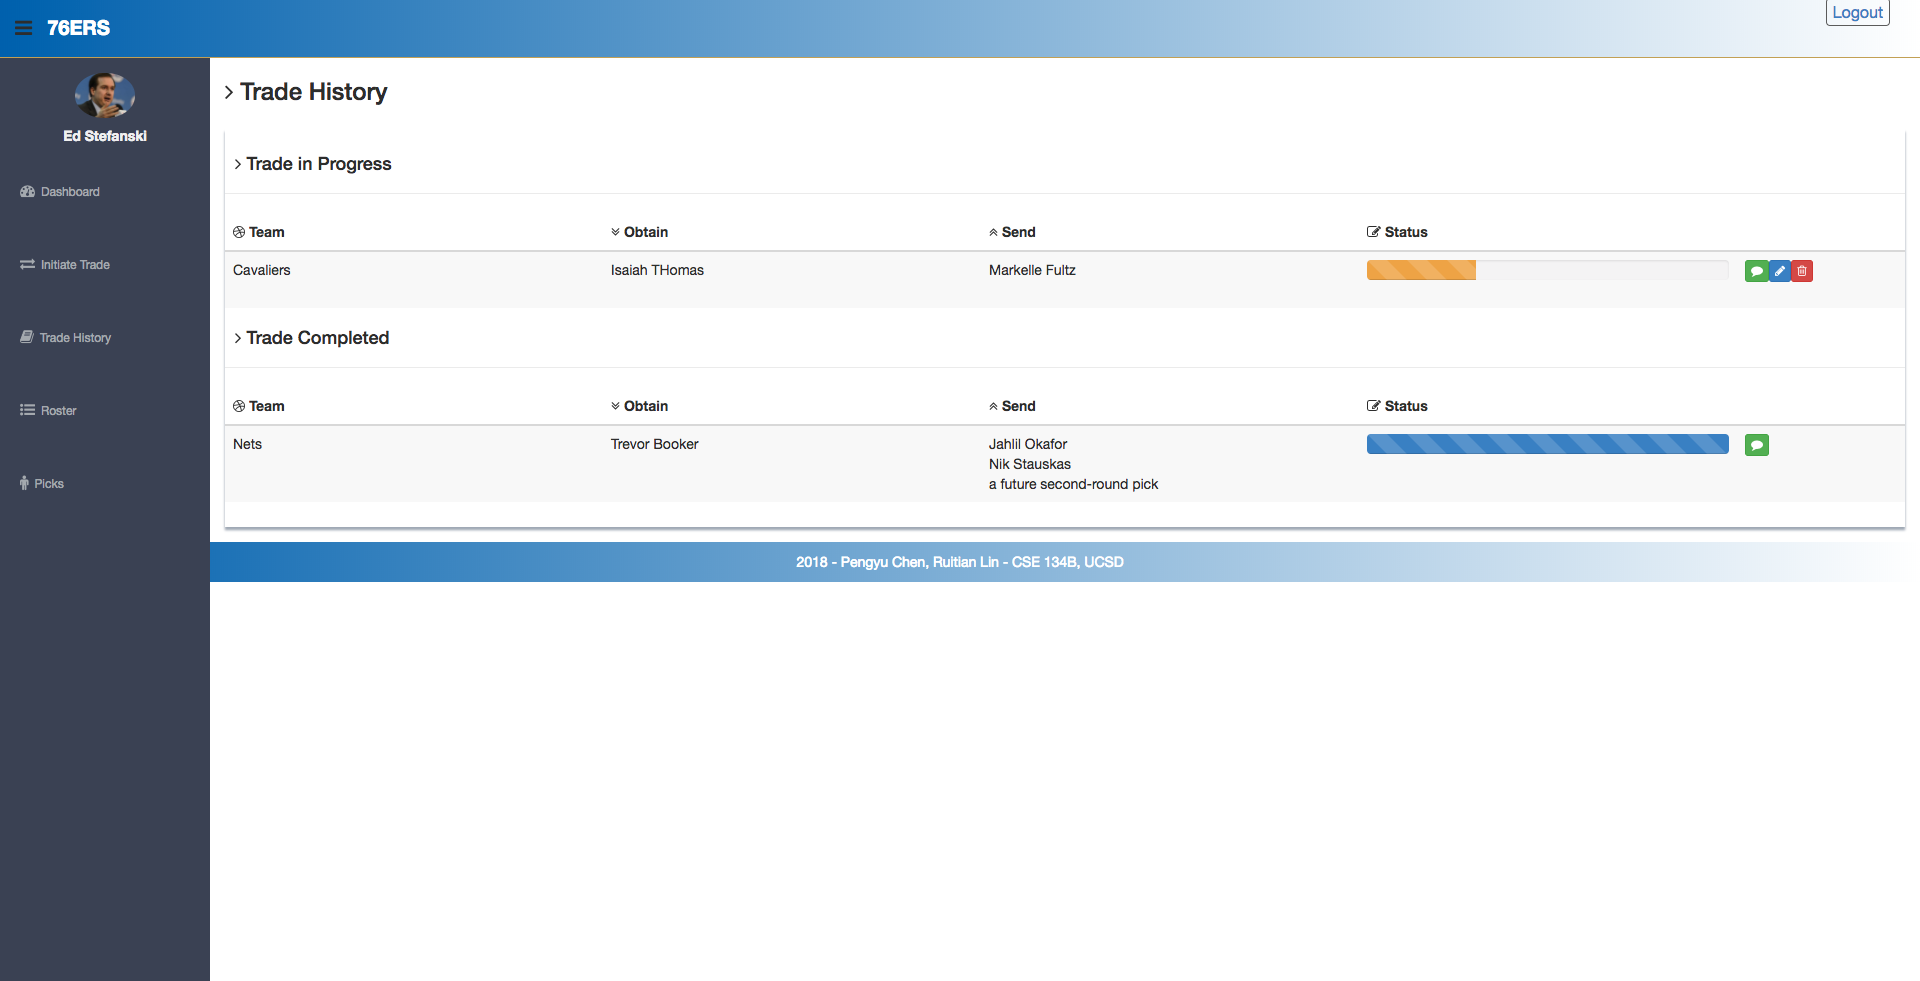 76ERS
Logout
Ed Stefanski
Dashboard
Initiate Trade
Trade History
Roster
Picks
Trade History
Trade in Progress
Team Obtain Send Status
Cavaliers Isaiah THomas Markelle Fultz
Trade Completed
Team Obtain Send Status
Nets Trevor Booker Jahlil Okafor
Nik Stauskas
a future second-round pick
2018 - Pengyu Chen, Ruitian Lin - CSE 134B, UCSD